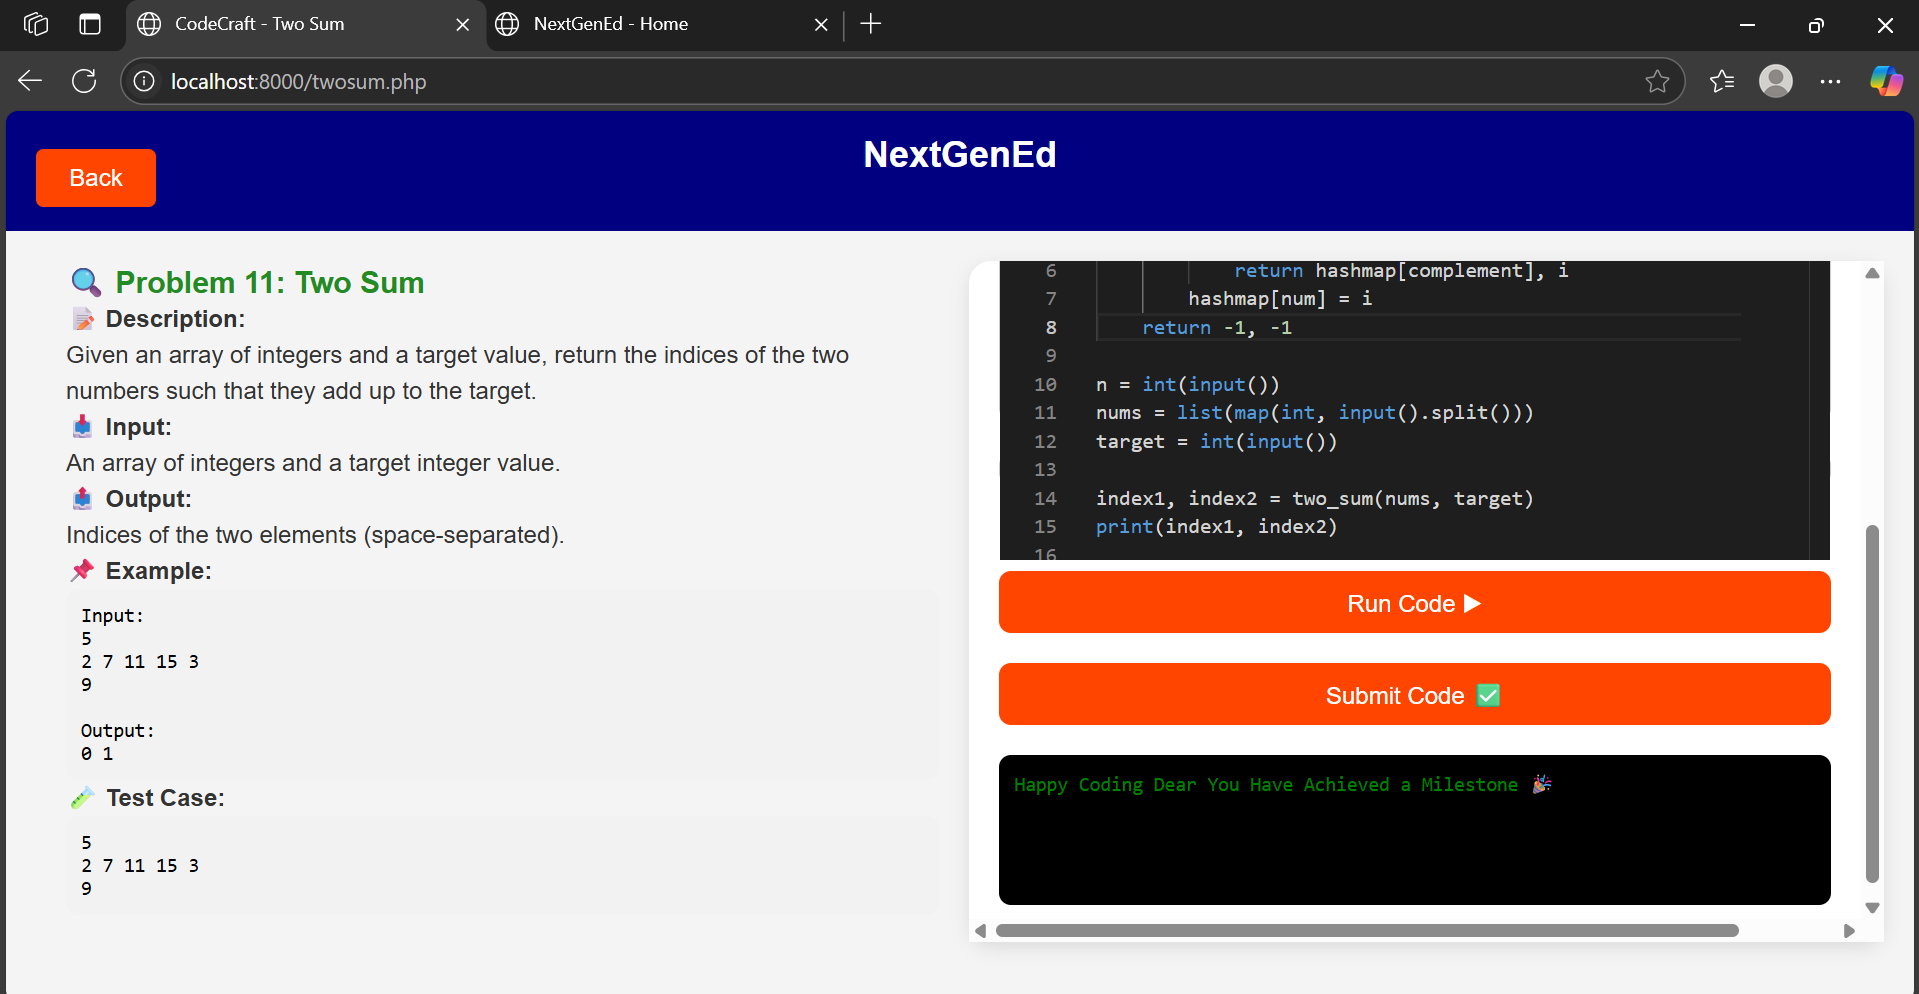 CodeCraft - Two Sum
NextGenEd - Home
localhost:8000/twosum.php
NextGenEd
Back
Problem 11: Two Sum
Description:
Given an array of integers and a target value, return the indices of the two
numbers such that they add up to the target.
Input:
An array of integers and a target integer value.
Output:
Indices of the two elements (space-separated).
Example:
Input:
5
2 7 11 15 3
9
Output:
0 1
Test Case:
5
2 7 11 15 3
9
6 return hashmap[complement], i
7 hashmap[num] = i
8 return -1, -1
9
10 n = int(input())
11 nums = list(map(int, input().split()))
12 target = int(input())
13
14 index1, index2 = two_sum(nums, target)
15 print(index1, index2)
16
Run Code ▶
Submit Code ✅
Happy Coding Dear You Have Achieved a Milestone 🎉